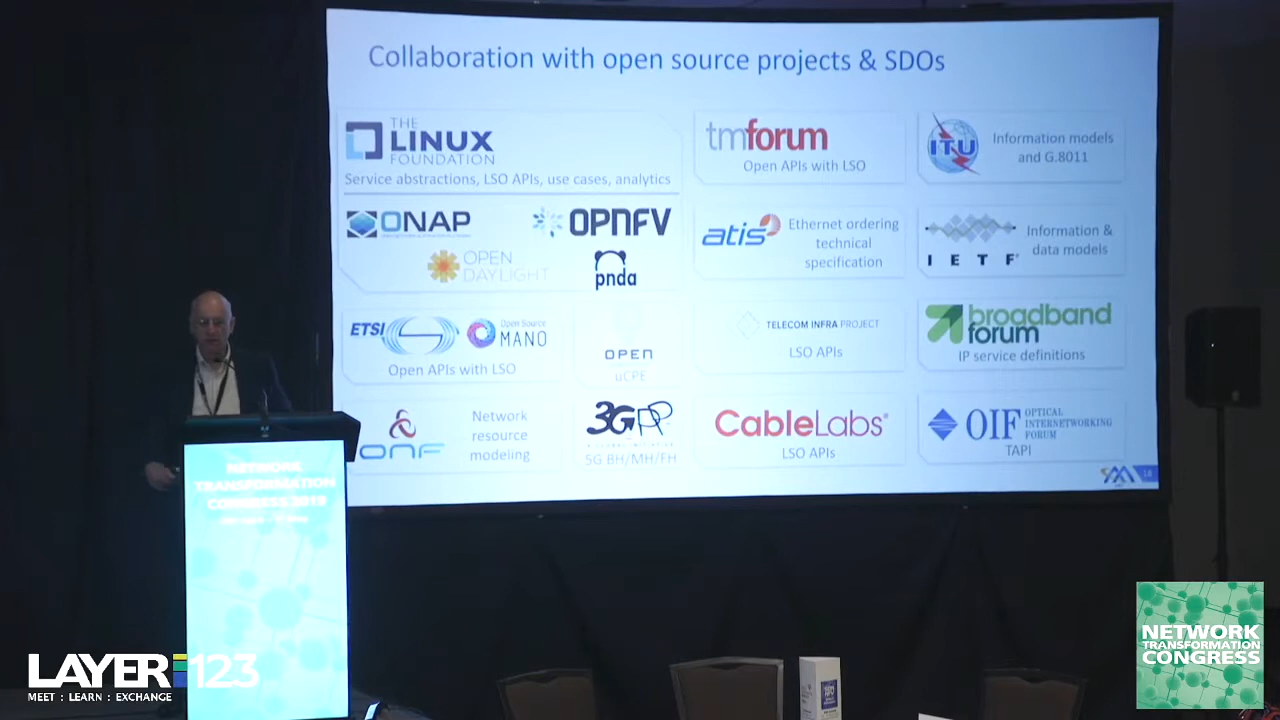 Collaboration with open source projects & SDOs
THE
LINUX
FOUNDATION
Service abstractions, LSO APIs, use cases, analytics
ONAP
OPNFV
OPEN
DAYLIGHT
pnda
tmforum
Open APIs with LSO
ITU
Information models
and G.8011
atis
Ethernet ordering
technical
specification
IETF
Information &
data models
ETSI
Open Source
MANO
Open APIs with LSO
OPEN
uCPE
TELECOM INFRA PROJECT
LSO APIs
broadband
forum
IP service definitions
ONF
Network
resource
modeling
3GPP
A GLOBAL INITIATIVE
5G BH/MH/FH
CableLabs®
LSO APIs
OIF
OPTICAL
INTERNETWORKING
FORUM
TAPI
NETWORK
TRANSFORMATION
CONGRESS 2019
LAYER 123
MEET : LEARN : EXCHANGE
NETWORK
TRANSFORMATION
CONGRESS